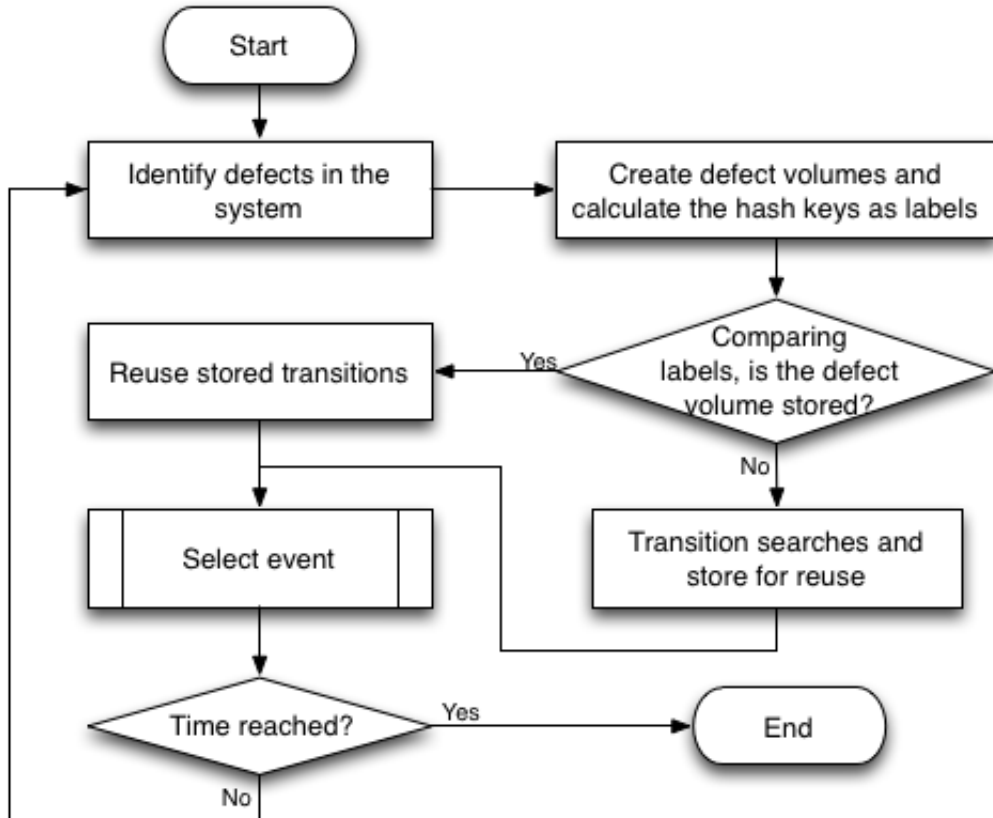 Start
Identify defects in the
system
Create defect volumes and
calculate the hash keys as labels
Comparing
labels, is the defect
volume stored?
Yes
Reuse stored transitions
No
Transition searches and
store for reuse
Select event
Time reached?
Yes
End
No